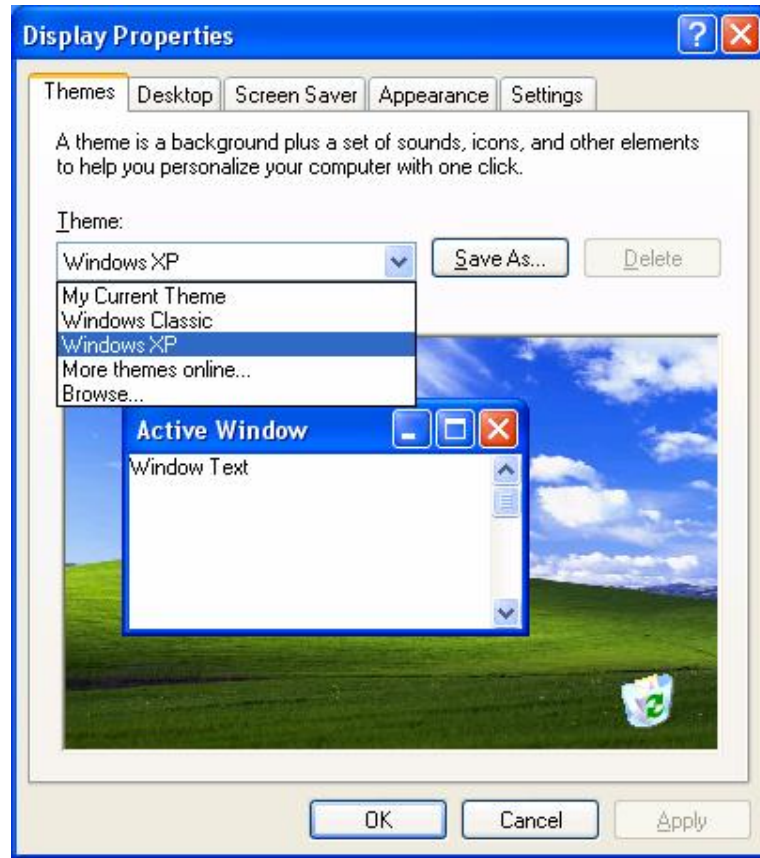 Display Properties
Themes Desktop Screen Saver Appearance Settings
A theme is a background plus a set of sounds, icons, and other elements
to help you personalize your computer with one click.
Theme:
Windows XP Save As... Delete
My Current Theme
Windows Classic
Windows XP
More themes online...
Browse...
Active Window
Window Text
OK Cancel Apply